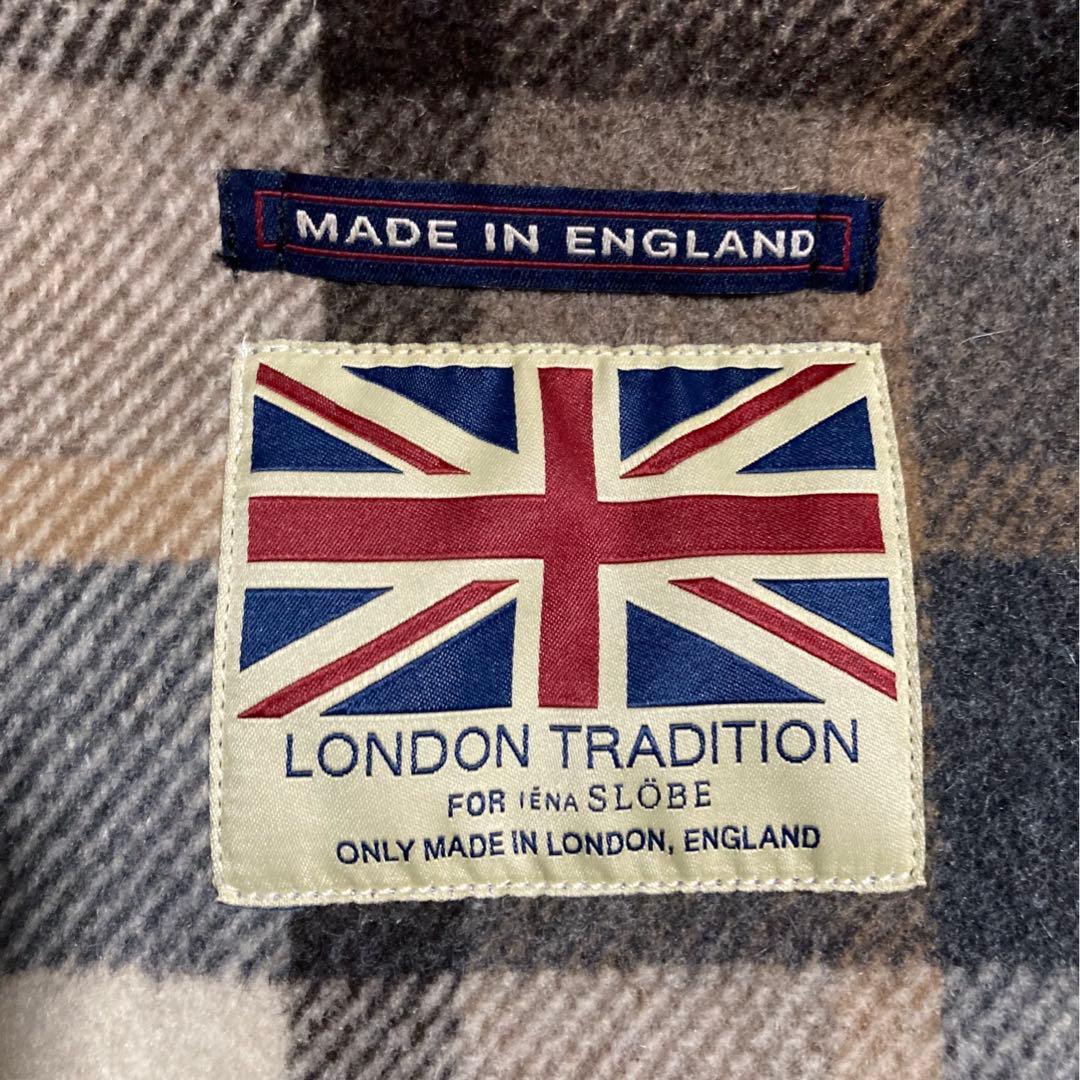 MADE IN ENGLAND
LONDON TRADITION
FOR IÉNA SLÖBE
ONLY MADE IN LONDON, ENGLAND